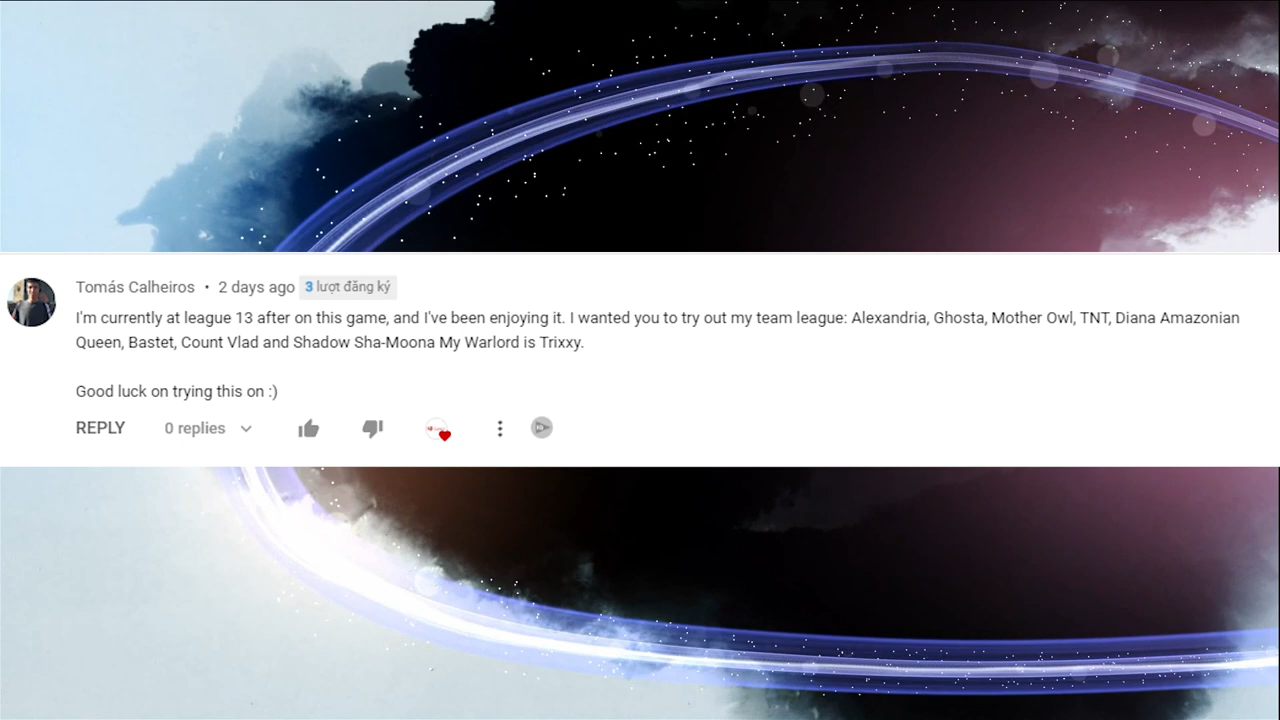 Tomás Calheiros • 2 days ago 3 lượt đăng ký
I'm currently at league 13 after on this game, and I've been enjoying it. I wanted you to try out my team league: Alexandria, Ghosta, Mother Owl, TNT, Diana Amazonian
Queen, Bastet, Count Vlad and Shadow Sha-Moona My Warlord is Trixxy.
Good luck on trying this on :)
REPLY 0 replies